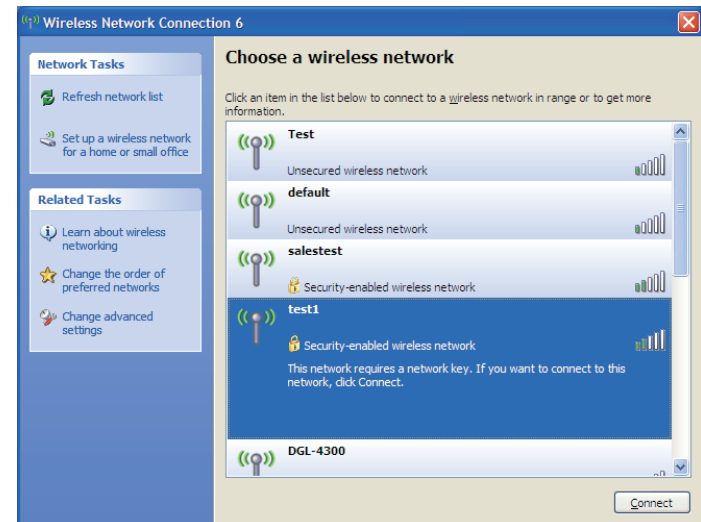 Wireless Network Connection 6
Network Tasks
Refresh network list
Set up a wireless network
for a home or small office
Related Tasks
Learn about wireless
networking
Change the order of
preferred networks
Change advanced
settings
Choose a wireless network
Click an item in the list below to connect to a wireless network in range or to get more
information.
Test
Unsecured wireless network
default
Unsecured wireless network
salestest
Security-enabled wireless network
test1
Security-enabled wireless network
This network requires a network key. If you want to connect to this
network, click Connect.
DGL-4300
Connect